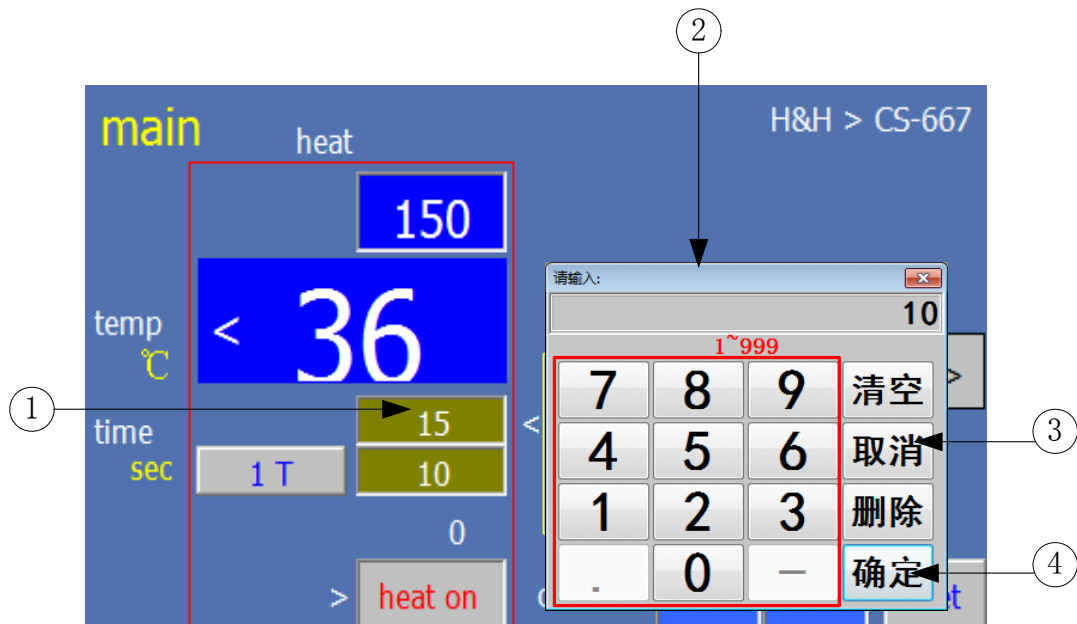 2
main
H&H > CS-667
heat
150
请输入:
10
1~999
temp
℃
< 36
7 8 9 清空
>
1
15
<
time
sec
4 5 6 取消
3
1 T
10
1 2 3 删除
0
. 0 — 确定
4
> heat on